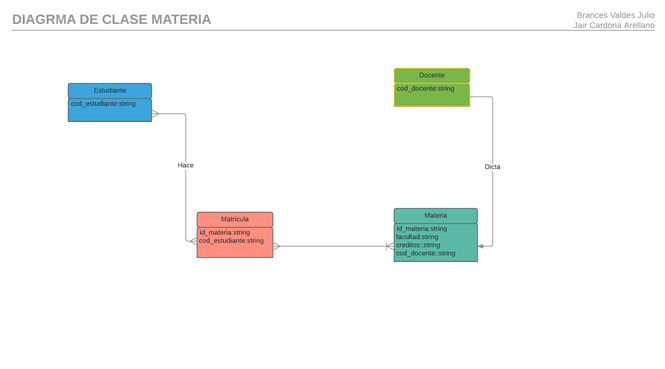 DIAGRMA DE CLASE MATERIA
Brances Valdes Julio
Jair Cardona Arellano
Estudiante
cod_estudiante:string
Docente
cod_docente:string
Hace
Dicta
Matricula
id_materia:string
cod_estudiante:string
Materia
id_materia:string
facultad:string
creditos::string
cod_docente::string